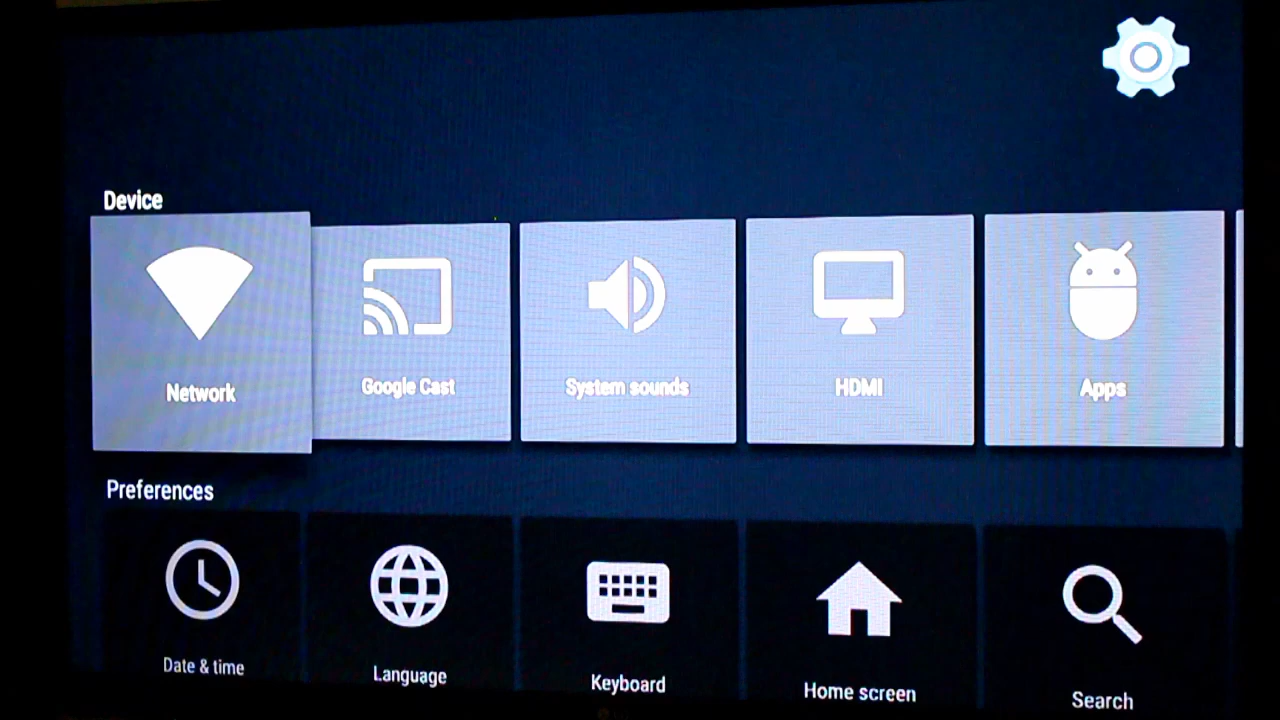 Device
Network
Google Cast
System sounds
HDMI
Apps
Preferences
Date & time
Language
Keyboard
Home screen
Search